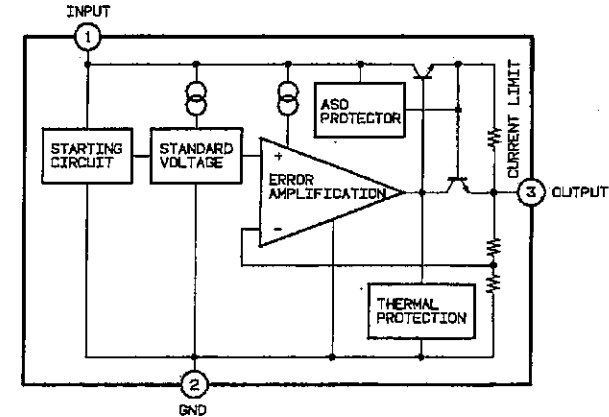 INPUT
1
ASO
PROTECTOR
CURRENT LIMIT
STARTING
CIRCUIT
STANDARD
VOLTAGE
+
ERROR
AMPLIFICATION
-
3
OUTPUT
THERMAL
PROTECTION
2
GND